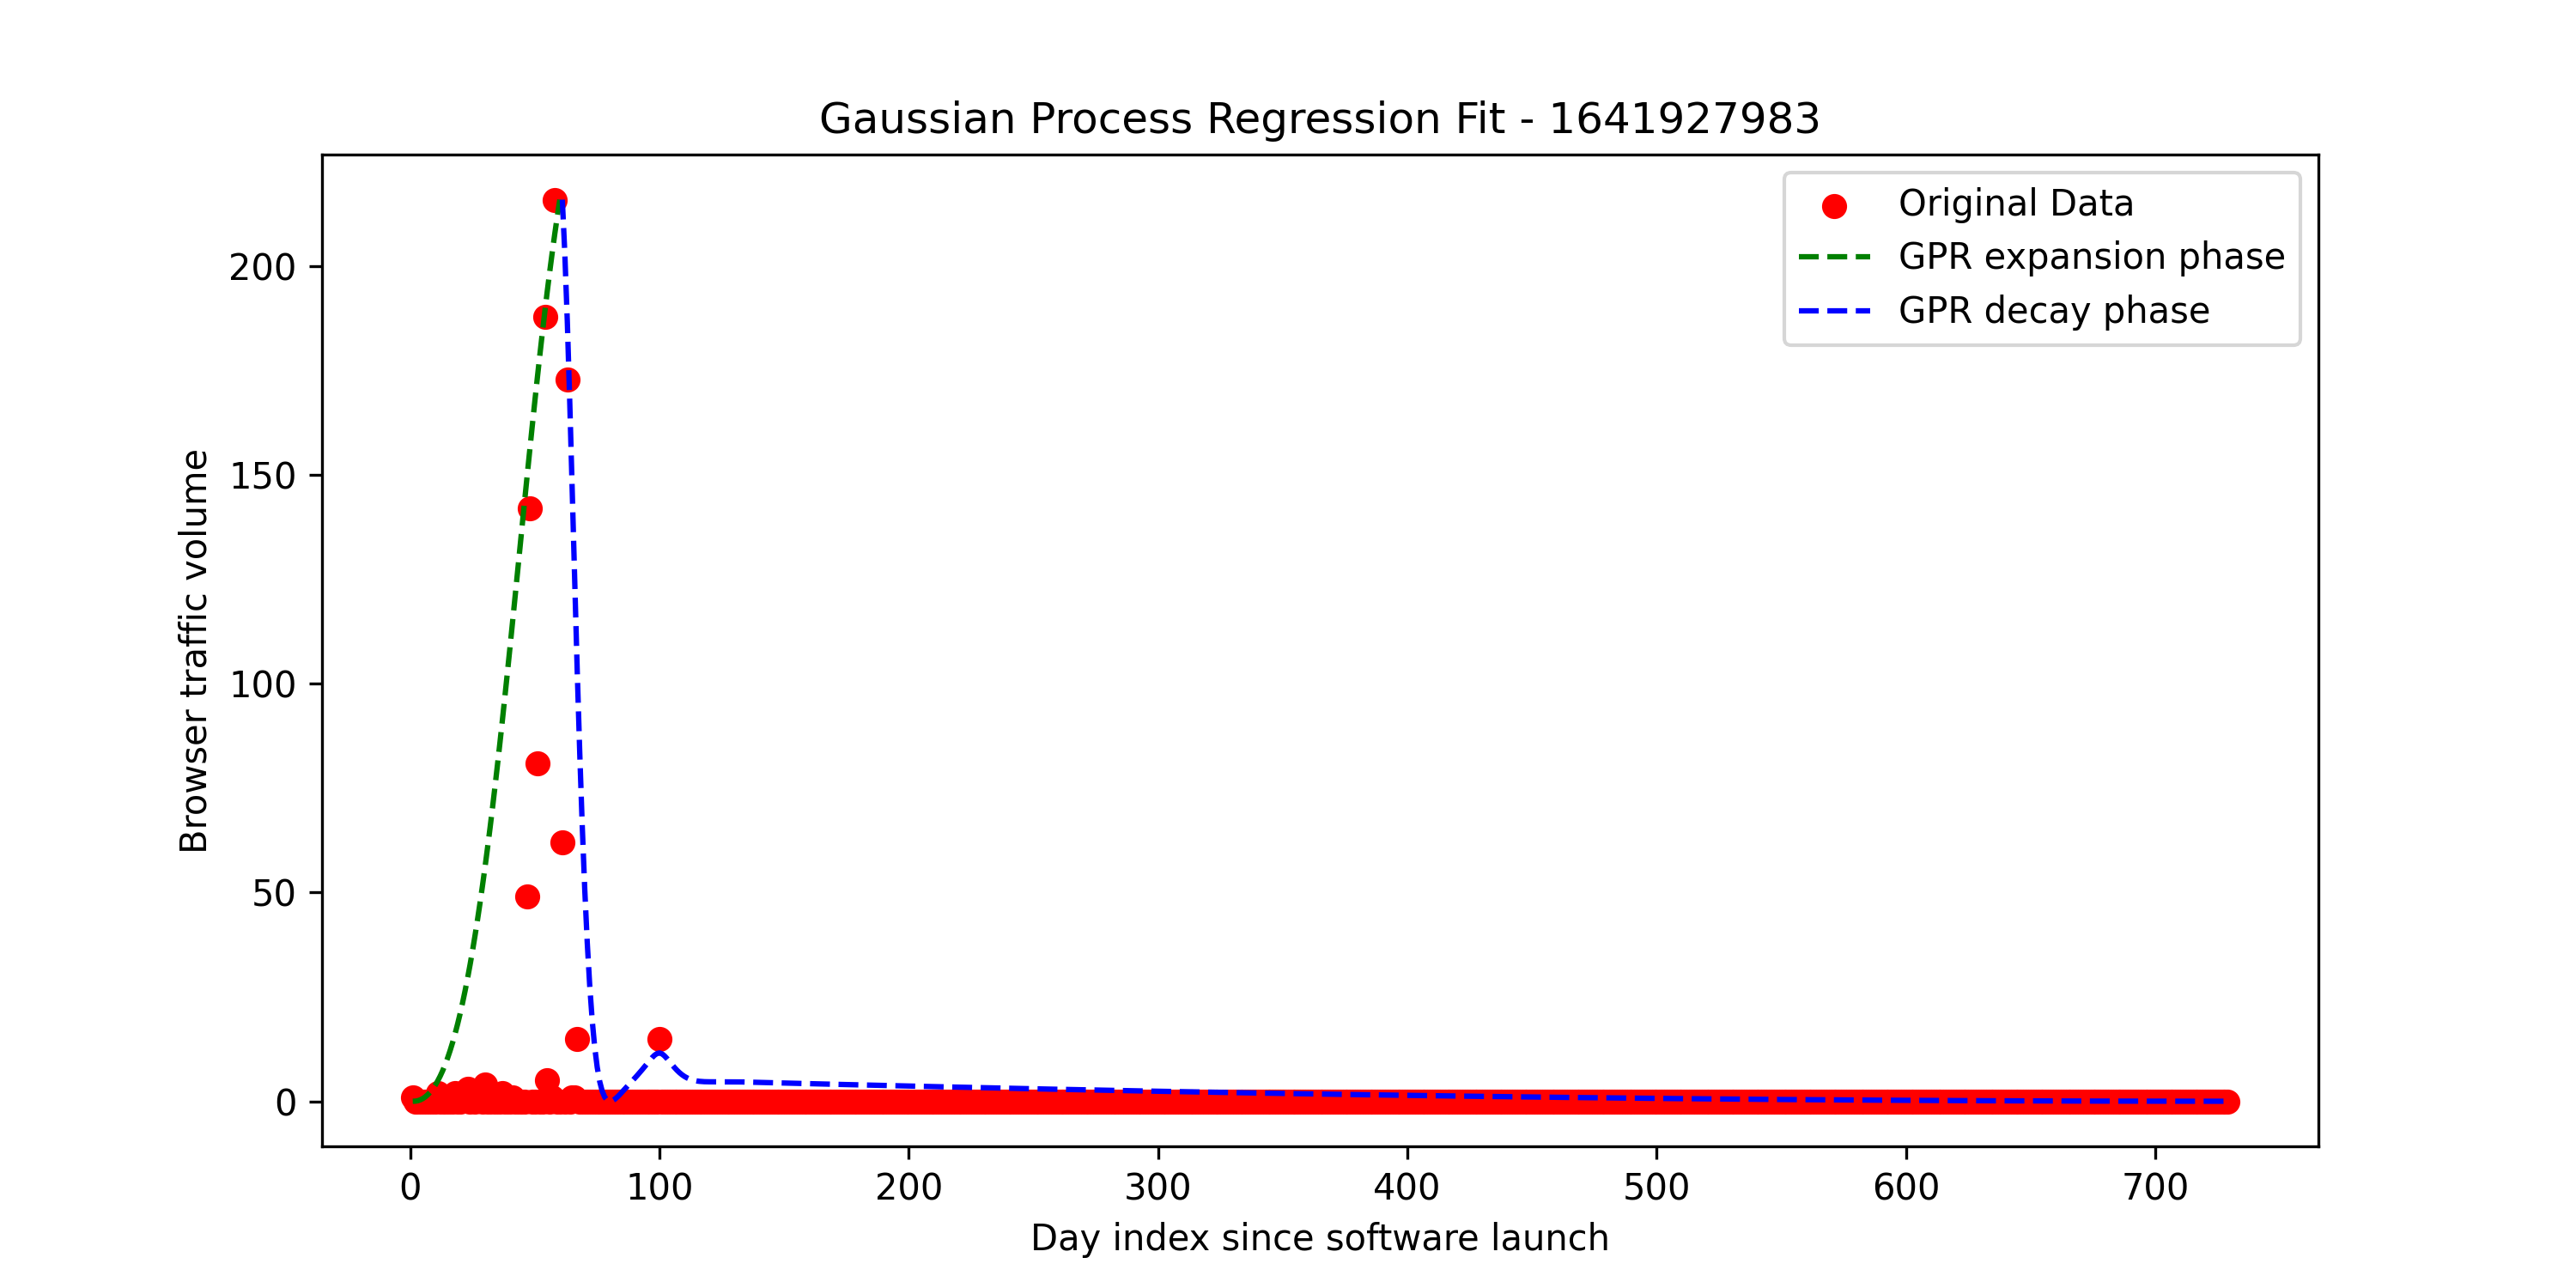 Gaussian Process Regression Fit - 1641927983
Original Data
GPR expansion phase
GPR decay phase
Browser traffic volume
200
150
100
50
0
0 100 200 300 400 500 600 700
Day index since software launch